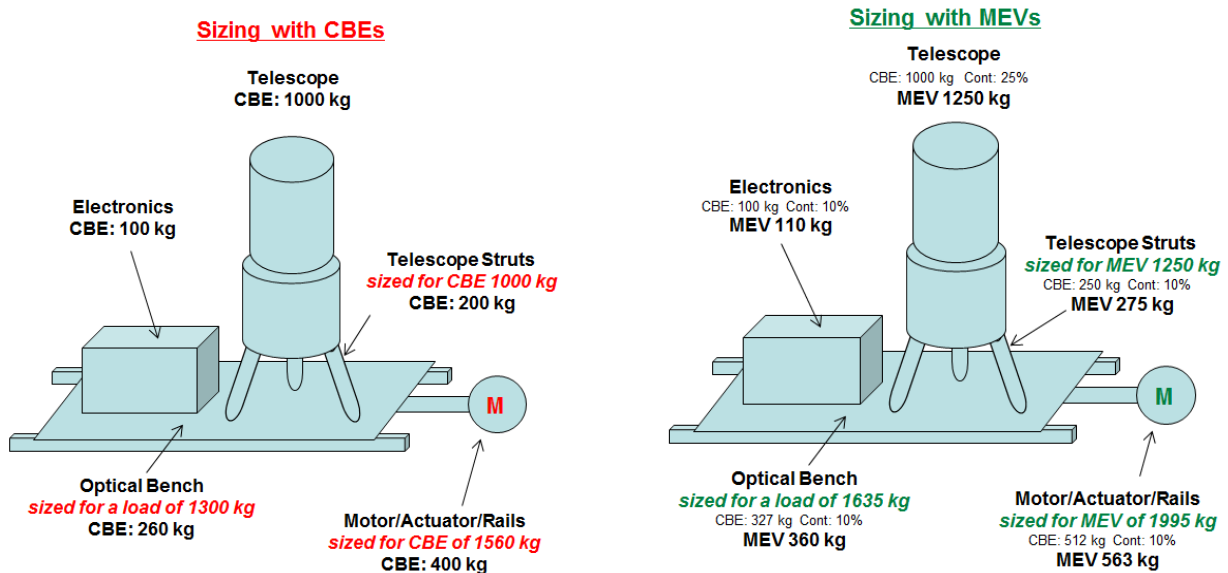 Sizing with CBEs
Telescope
CBE: 1000 kg
Electronics
CBE: 100 kg
Telescope Struts
sized for CBE 1000 kg
CBE: 200 kg
M
Optical Bench
sized for a load of 1300 kg
CBE: 260 kg
Motor/Actuator/Rails
sized for CBE of 1560 kg
CBE: 400 kg
Sizing with MEVs
Telescope
CBE: 1000 kg Cont: 25%
MEV 1250 kg
Electronics
CBE: 100 kg Cont: 10%
MEV 110 kg
Telescope Struts
sized for MEV 1250 kg
CBE: 250 kg Cont: 10%
MEV 275 kg
M
Optical Bench
sized for a load of 1635 kg
CBE: 327 kg Cont: 10%
MEV 360 kg
Motor/Actuator/Rails
sized for MEV of 1995 kg
CBE: 512 kg Cont: 10%
MEV 563 kg